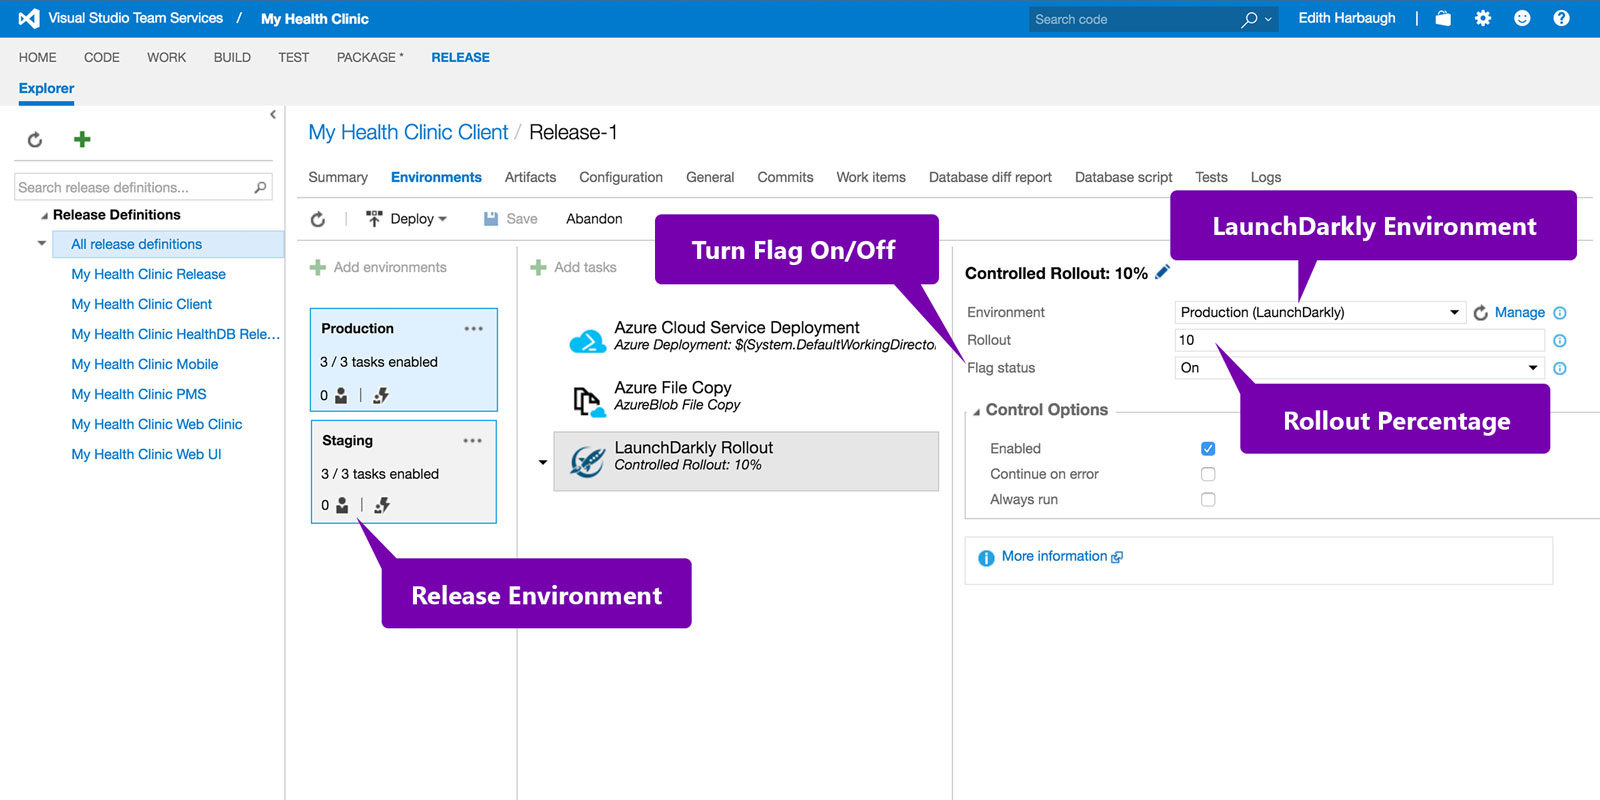 Visual Studio Team Services / My Health Clinic
Search code
Edith Harbaugh
HOME CODE WORK BUILD TEST PACKAGE * RELEASE
Explorer
Search release definitions...
Release Definitions
All release definitions
My Health Clinic Release
My Health Clinic Client
My Health Clinic HealthDB Rele...
My Health Clinic Mobile
My Health Clinic PMS
My Health Clinic Web Clinic
My Health Clinic Web UI
My Health Clinic Client / Release-1
Summary Environments Artifacts Configuration General Commits Work items Database diff report Database script Tests Logs
Deploy Save Abandon
Add environments
Production ...
3 / 3 tasks enabled
0
Staging ...
3 / 3 tasks enabled
0
Release Environment
Add tasks
Azure Cloud Service Deployment
Azure Deployment: $(System.DefaultWorkingDirecto
Azure File Copy
AzureBlob File Copy
LaunchDarkly Rollout
Controlled Rollout: 10%
Turn Flag On/Off
LaunchDarkly Environment
Controlled Rollout: 10%
Environment Production (LaunchDarkly) Manage
Rollout 10
Flag status On
Rollout Percentage
Control Options
Enabled
Continue on error
Always run
More information